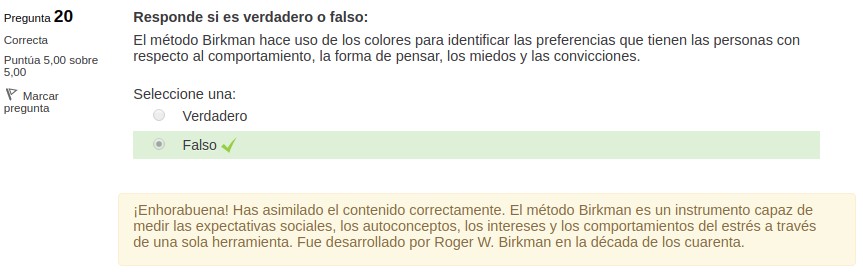 Pregunta 20
Correcta
Puntúa 5,00 sobre
5,00
Marcar
pregunta
Responde si es verdadero o falso:
El método Birkman hace uso de los colores para identificar las preferencias que tienen las personas con
respecto al comportamiento, la forma de pensar, los miedos y las convicciones.
Seleccione una:
Verdadero
Falso
¡Enhorabuena! Has asimilado el contenido correctamente. El método Birkman es un instrumento capaz de
medir las expectativas sociales, los autoconceptos, los intereses y los comportamientos del estrés a través
de una sola herramienta. Fue desarrollado por Roger W. Birkman en la década de los cuarenta.